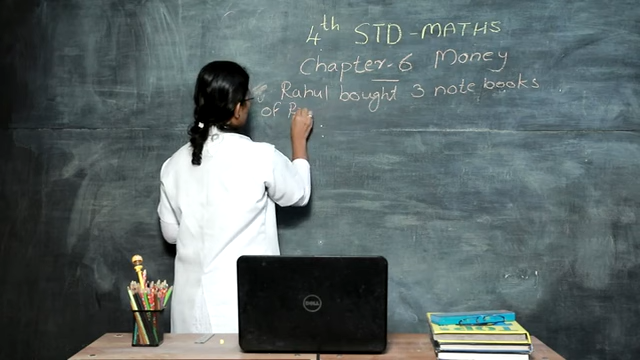 4th STD - MATHS
Chapter-6 Money
Rahul bought 3 note books
of
DELL